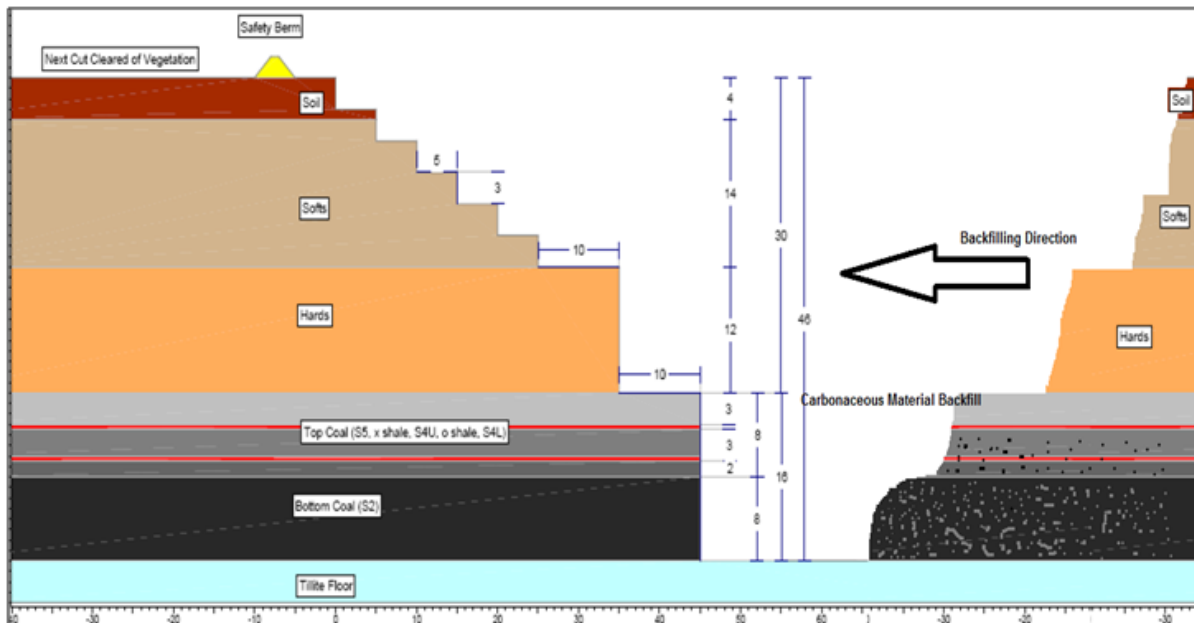 Safety Berm
Next Cut Cleared of Vegetation
Soil
Softs
Hards
Top Coal (S5, x shale, S4U, o shale, S4L)
Bottom Coal (S2)
Tillite Floor
5
3
10
10
4
14
12
3
3
2
8
8
30
16
46
Backfilling Direction
Carbonaceous Material Backfill
Soil
Softs
Hards
-30 -20 -10 0 10 20 30 40 50 60 -20 -30